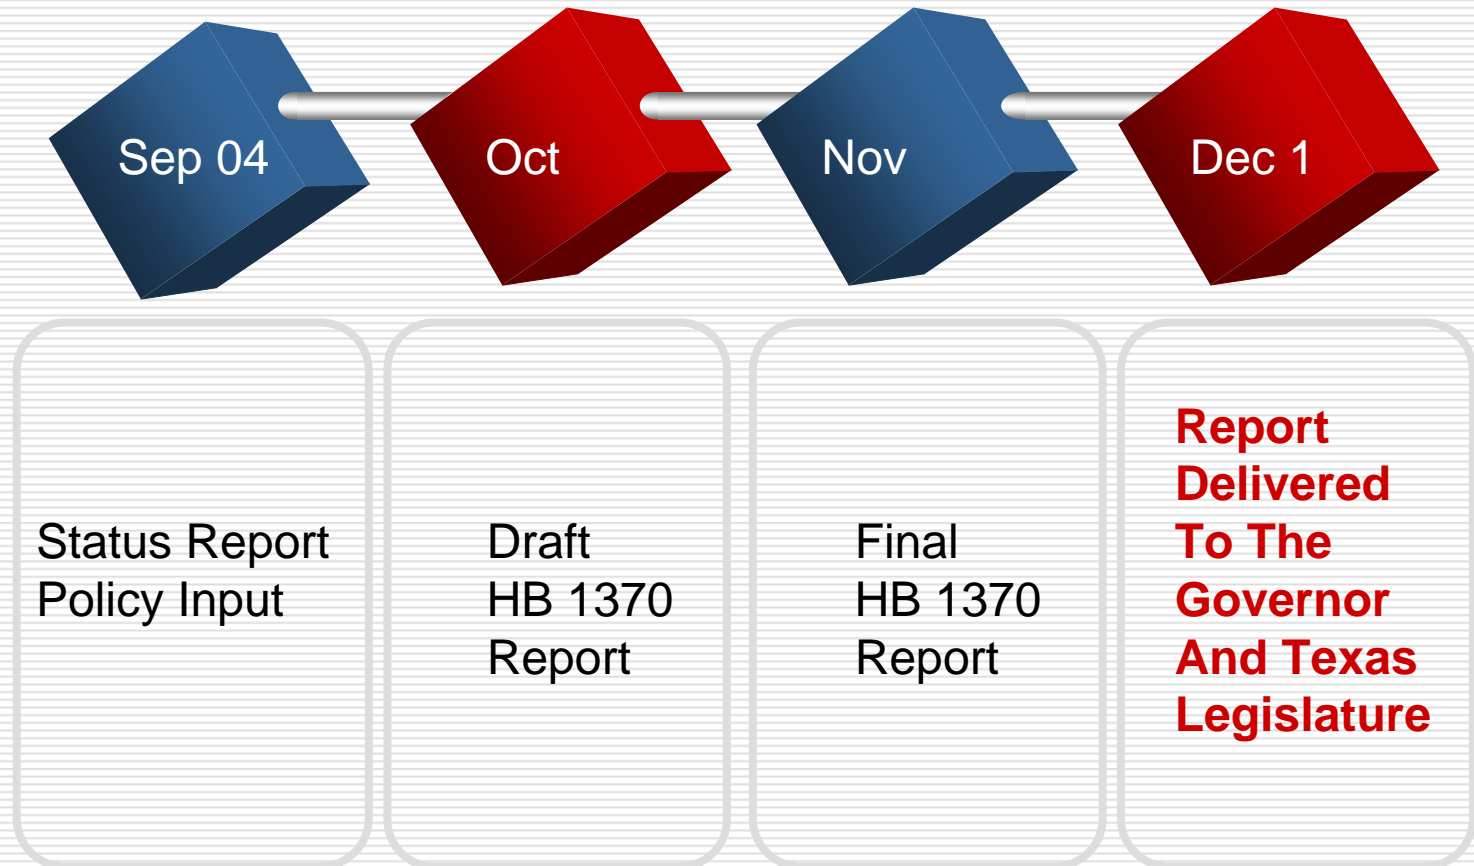 Sep 04
Oct
Nov
Dec 1
Status Report
Policy Input
Draft
HB 1370
Report
Final
HB 1370
Report
Report
Delivered
To The
Governor
And Texas
Legislature